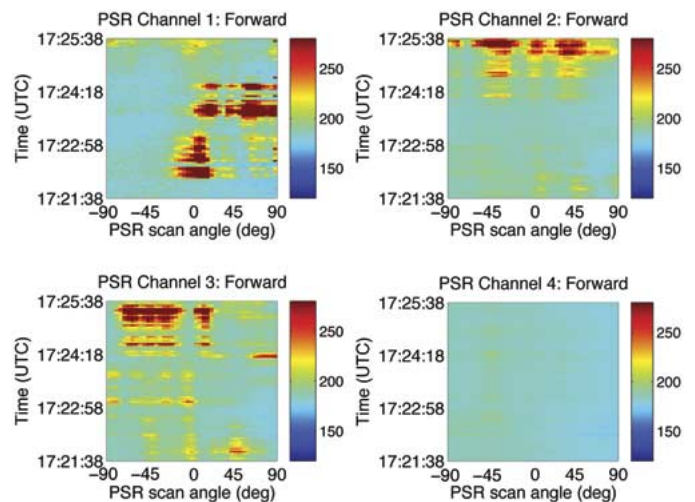 PSR Channel 1: Forward
Time (UTC)
17:25:38
17:24:18
17:22:58
17:21:38
−90 −45 0 45 90
PSR scan angle (deg)
250
200
150
PSR Channel 2: Forward
Time (UTC)
17:25:38
17:24:18
17:22:58
17:21:38
−90 −45 0 45 90
PSR scan angle (deg)
250
200
150
PSR Channel 3: Forward
Time (UTC)
17:25:38
17:24:18
17:22:58
17:21:38
−90 −45 0 45 90
PSR scan angle (deg)
250
200
150
PSR Channel 4: Forward
Time (UTC)
17:25:38
17:24:18
17:22:58
17:21:38
−90 −45 0 45 90
PSR scan angle (deg)
250
200
150